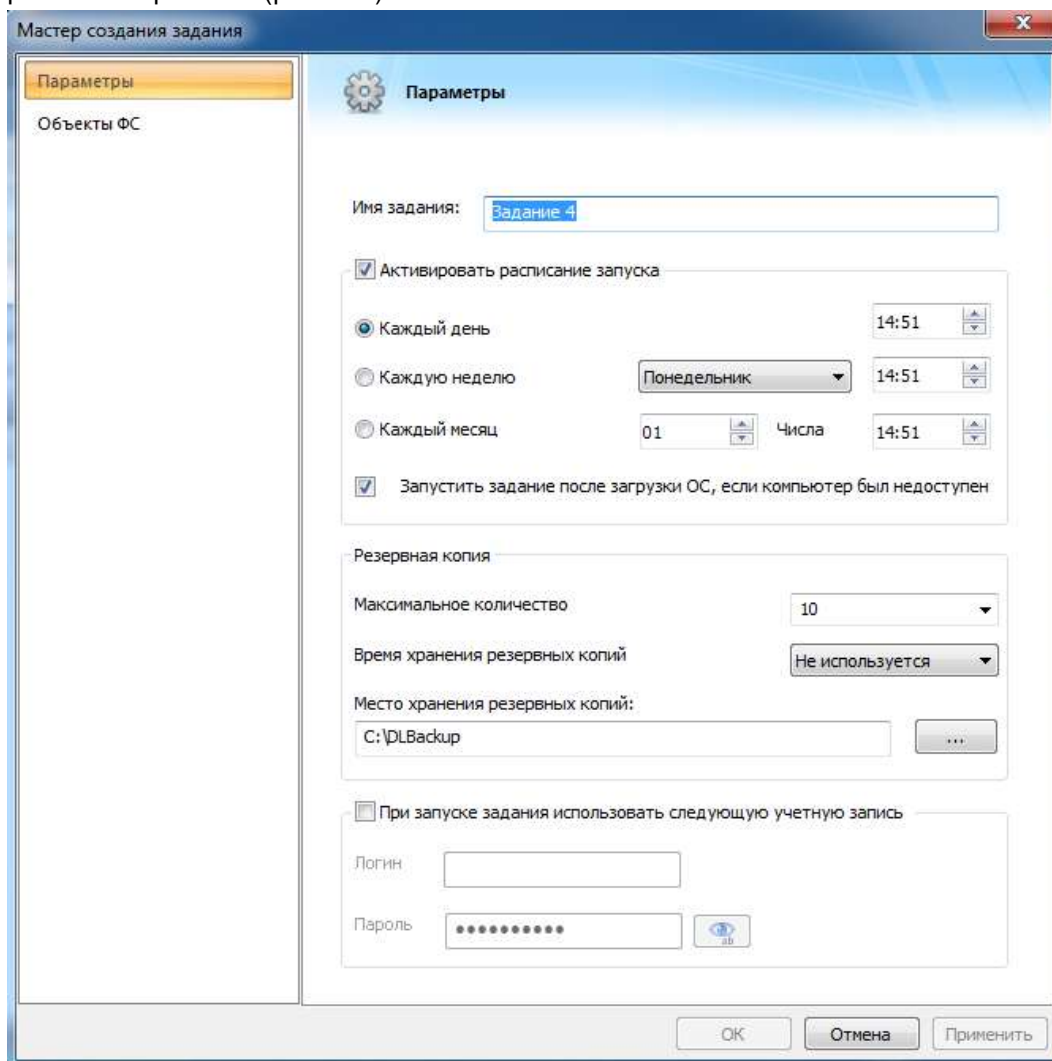 Мастер создания задания
Параметры
Объекты ФС
Параметры
Имя задания: Задание 4
Активировать расписание запуска
Каждый день 14:51
Каждую неделю Понедельник 14:51
Каждый месяц 01 Числа 14:51
Запустить задание после загрузки ОС, если компьютер был недоступен
Резервная копия
Максимальное количество 10
Время хранения резервных копий Не используется
Место хранения резервных копий:
C:\DLBackup ...
При запуске задания использовать следующую учетную запись
Логин
Пароль ●●●●●●●●●● ab
ОК Отмена Применить